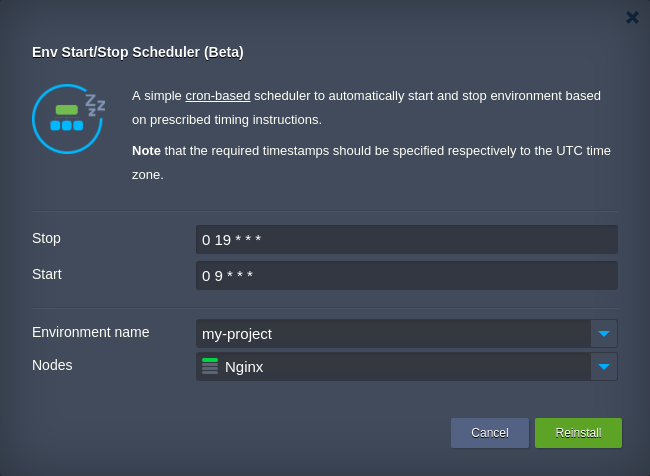 Env Start/Stop Scheduler (Beta)
A simple cron-based scheduler to automatically start and stop environment based
on prescribed timing instructions.
Note that the required timestamps should be specified respectively to the UTC time
zone.
Stop 0 19 * * *
Start 0 9 * * *
Environment name my-project
Nodes Nginx
Cancel Reinstall